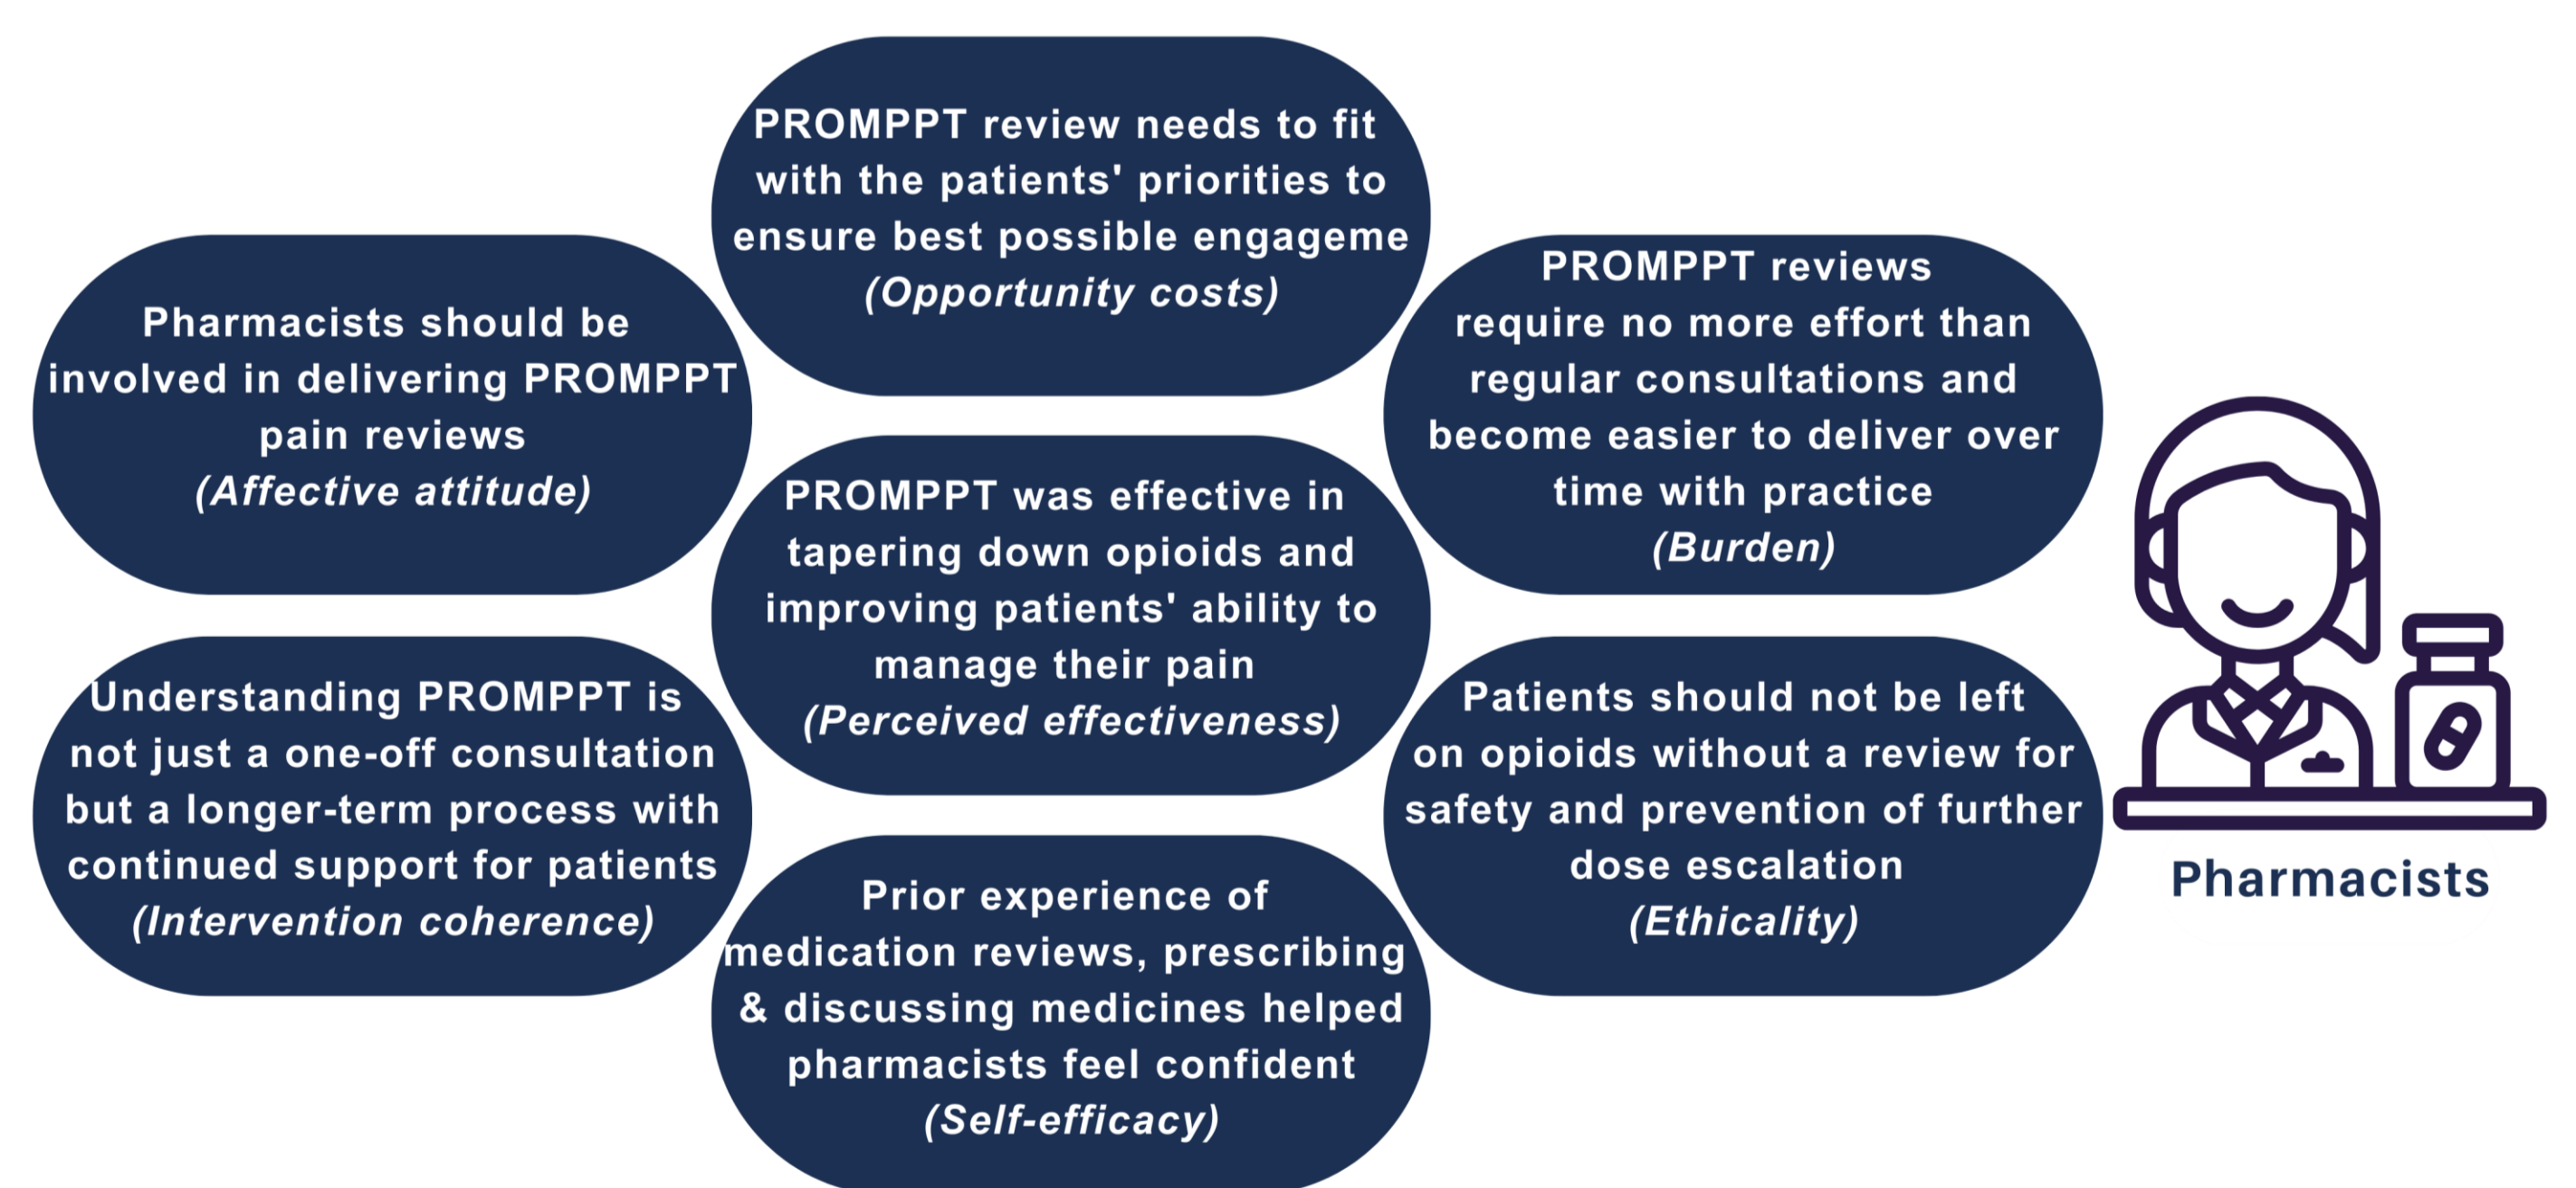 PROMPPT review needs to fit
with the patients' priorities to
ensure best possible engageme
(Opportunity costs)
Pharmacists should be
involved in delivering PROMPPT
pain reviews
(Affective attitude)
PROMPPT reviews
require no more effort than
regular consultations and
become easier to deliver over
time with practice
(Burden)
PROMPPT was effective in
tapering down opioids and
improving patients' ability to
manage their pain
(Perceived effectiveness)
Understanding PROMPPT is
not just a one-off consultation
but a longer-term process with
continued support for patients
(Intervention coherence)
Patients should not be left
on opioids without a review for
safety and prevention of further
dose escalation
(Ethicality)
Prior experience of
medication reviews, prescribing
& discussing medicines helped
pharmacists feel confident
(Self-efficacy)
Pharmacists